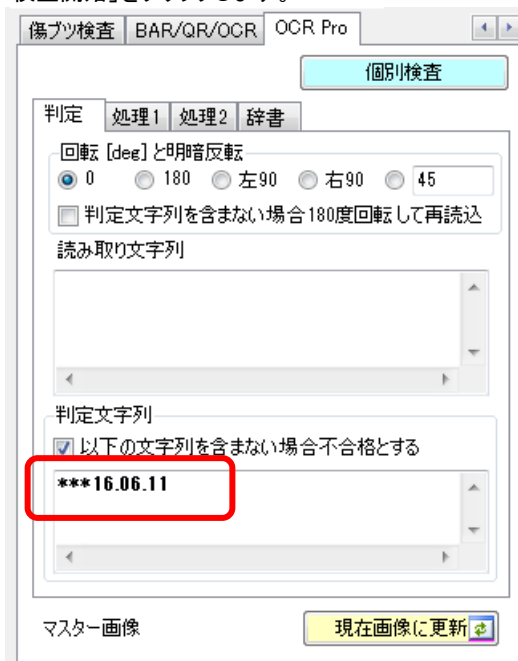 傷ブツ検査 BAR/QR/OCR OCR Pro
個別検査
判定 処理1 処理2 辞書
回転 [deg] と明暗反転
0 180 左90 右90 45
判定文字列を含まない場合180度回転して再読込
読み取り文字列
判定文字列
以下の文字列を含まない場合不合格とする
***16.06.11
マスター画像 現在画像に更新